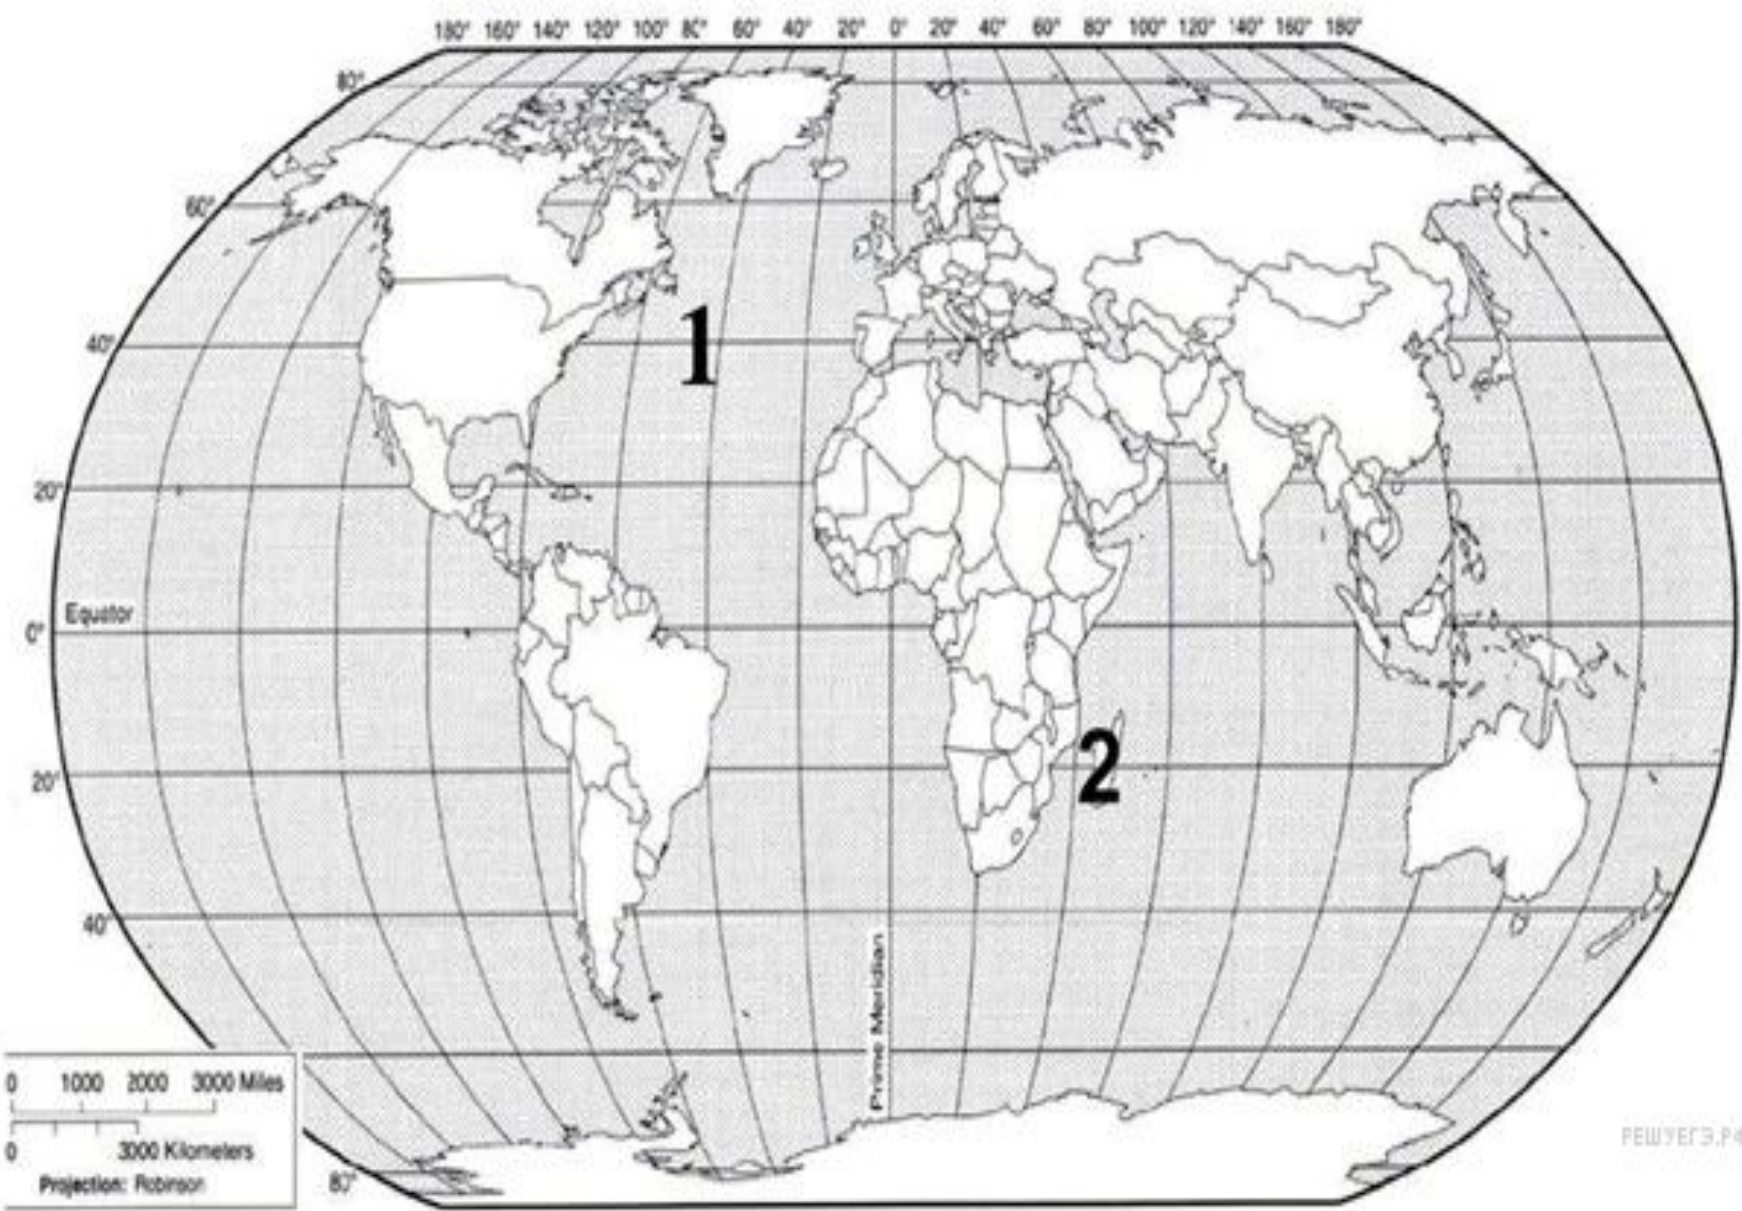 180° 160° 140° 120° 100° 80° 60° 40° 20° 0° 20° 40° 60° 80° 100° 120° 140° 160° 180°
80°
60°
40°
1
20°
Equator
0°
2
20°
40°
Prime Meridian
0 1000 2000 3000 Miles
0 3000 Kilometers
Projection: Robinson
80°
РЕШУЕГЭ.РФ